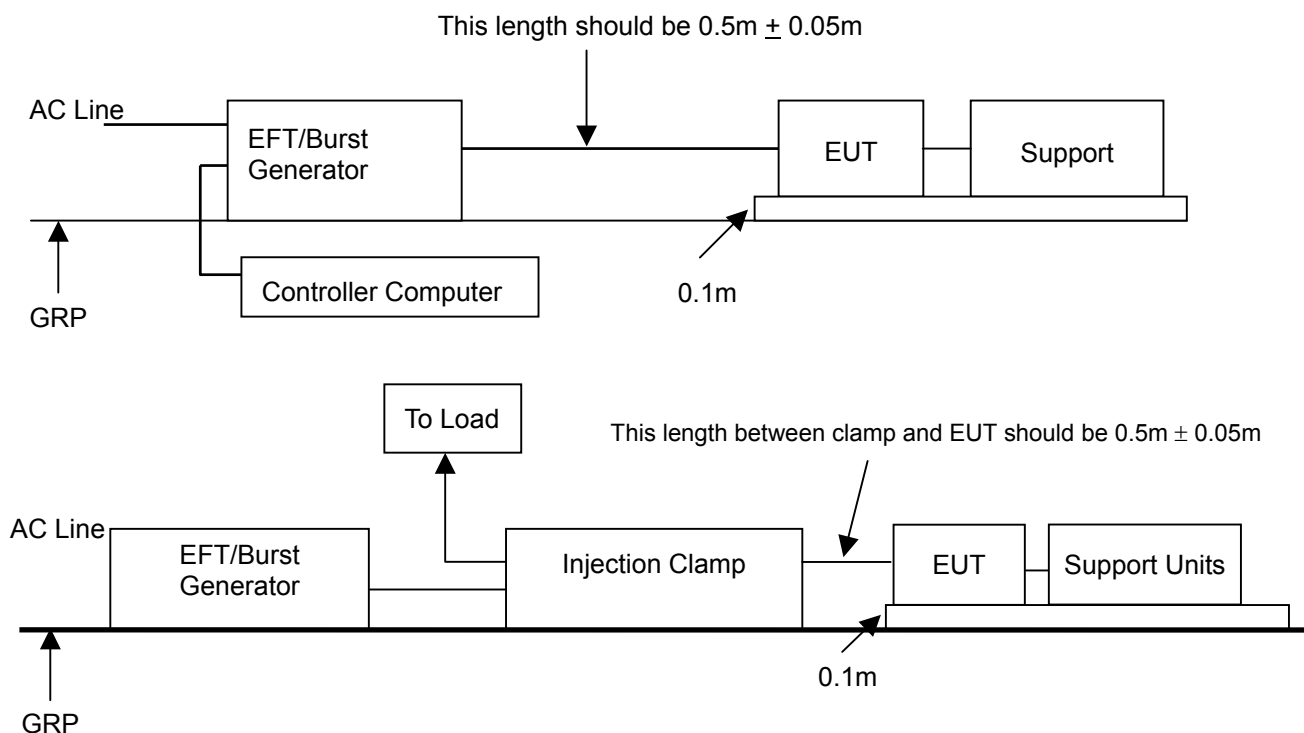 This length should be 0.5m ± 0.05m
AC Line
EFT/Burst
Generator
EUT
Support
Controller Computer
0.1m
GRP
To Load
This length between clamp and EUT should be 0.5m ± 0.05m
AC Line
EFT/Burst
Generator
Injection Clamp
EUT
Support Units
0.1m
GRP